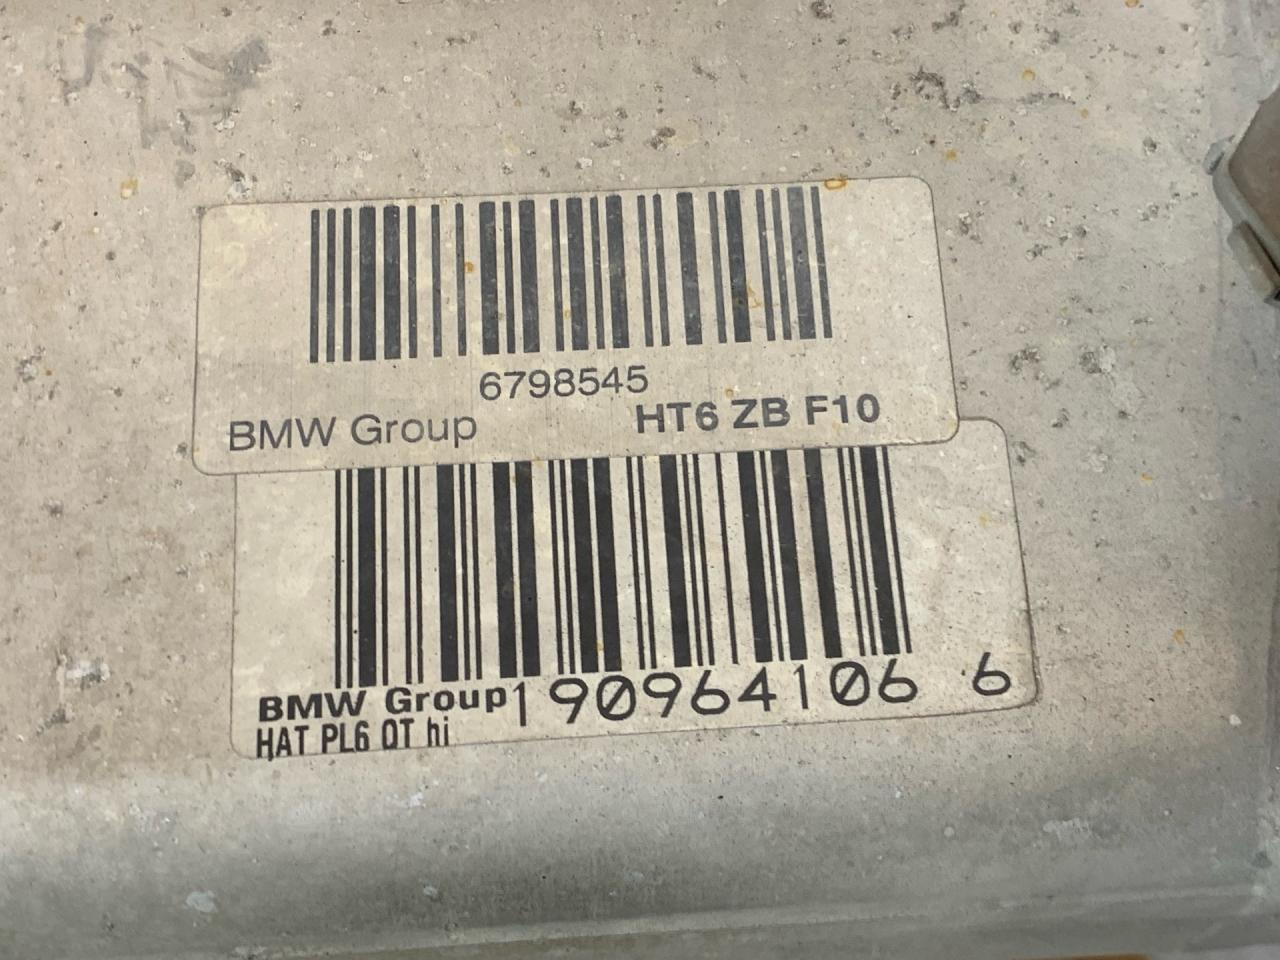 6798545
BMW Group HT6 ZB F10
BMW Group 190964106 6
HAT PL6 QT hi